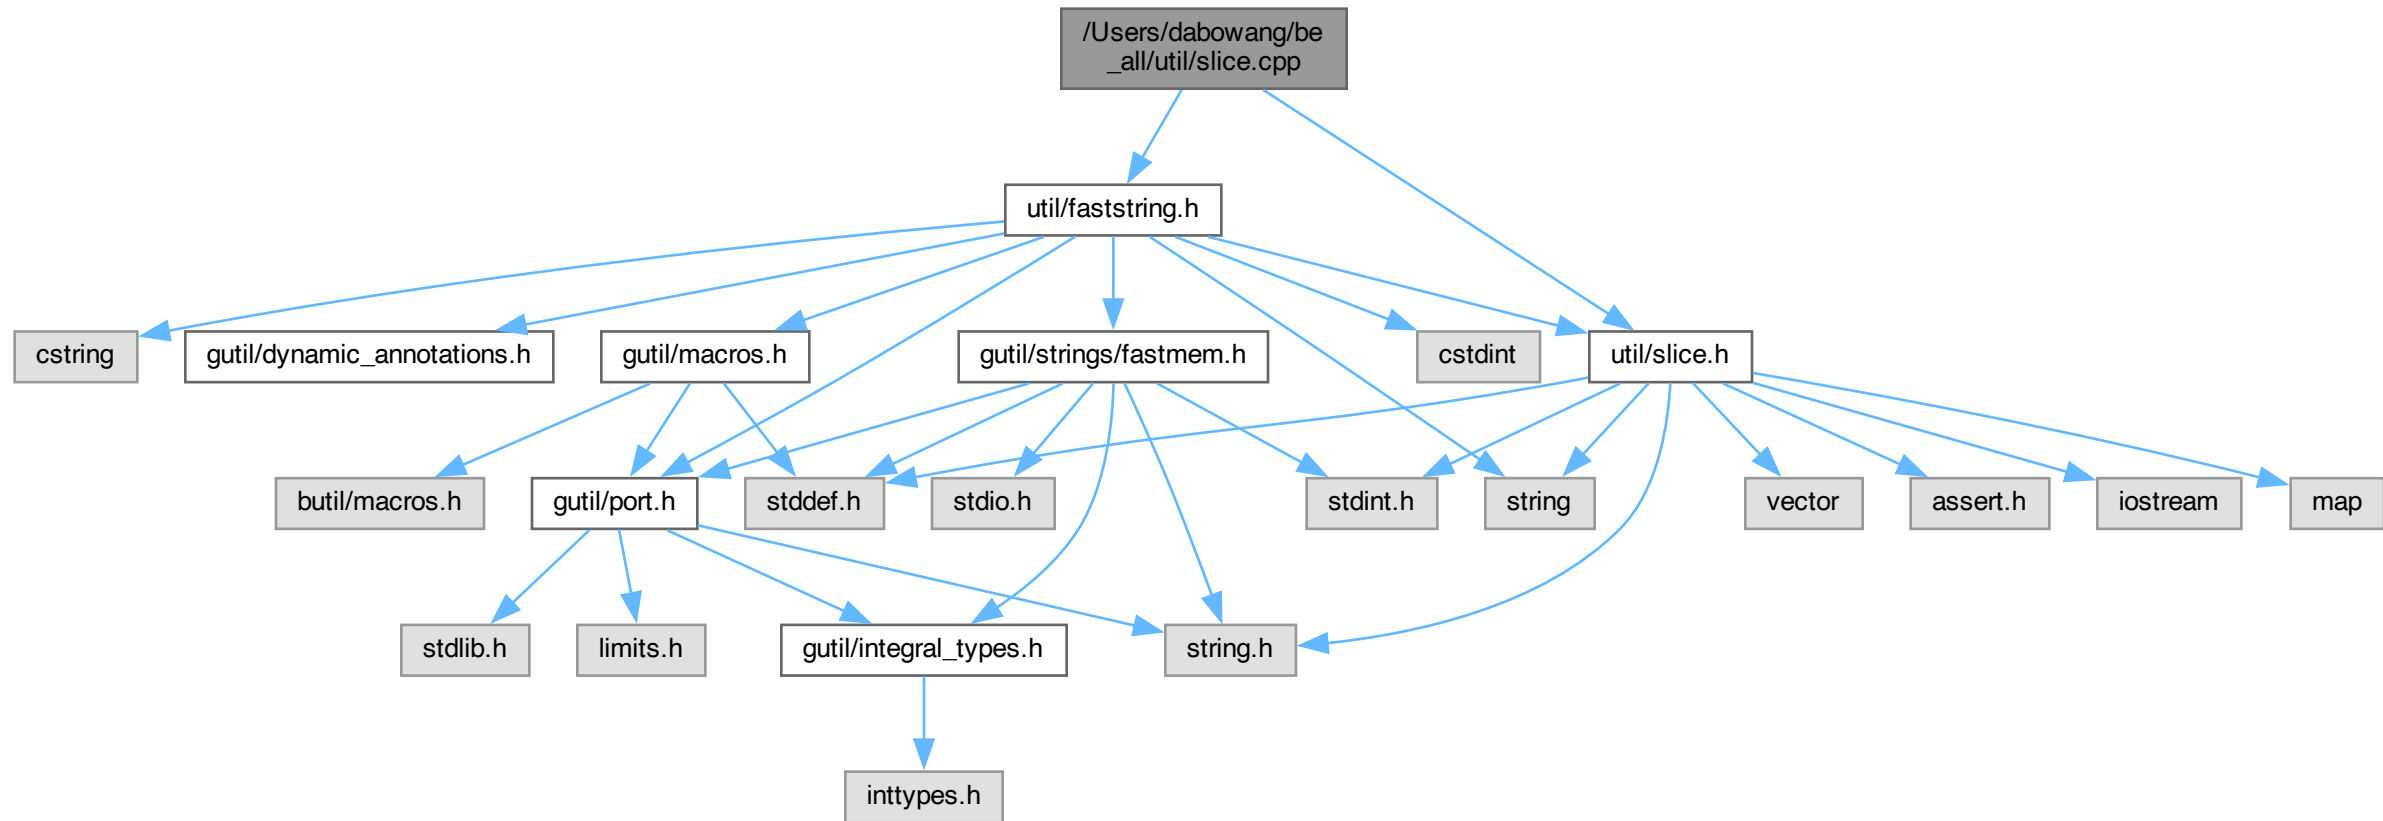 /Users/dabowang/be
_all/util/slice.cpp
util/faststring.h
cstring
gutil/dynamic_annotations.h
gutil/macros.h
gutil/strings/fastmem.h
cstdint
util/slice.h
butil/macros.h
gutil/port.h
stddef.h
stdio.h
stdint.h
string
vector
assert.h
iostream
map
stdlib.h
limits.h
gutil/integral_types.h
string.h
inttypes.h